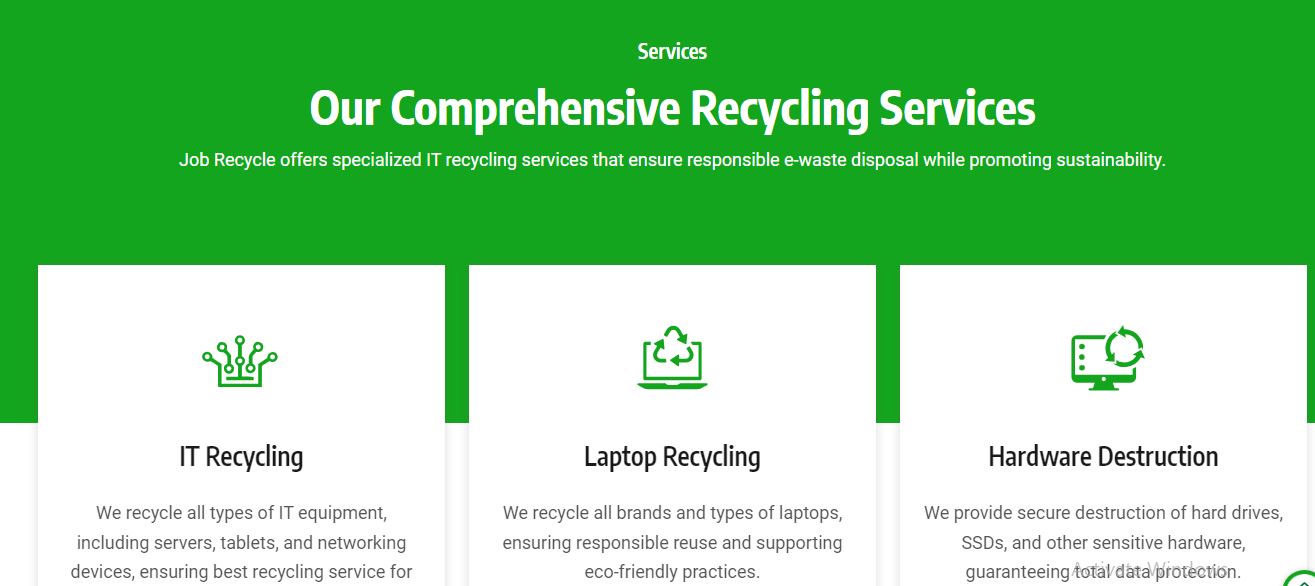 Services
Our Comprehensive Recycling Services
Job Recycle offers specialized IT recycling services that ensure responsible e-waste disposal while promoting sustainability.
IT Recycling
We recycle all types of IT equipment,
including servers, tablets, and networking
devices, ensuring best recycling service for
Laptop Recycling
We recycle all brands and types of laptops,
ensuring responsible reuse and supporting
eco-friendly practices.
Hardware Destruction
We provide secure destruction of hard drives,
SSDs, and other sensitive hardware,
guaranteeing total data protection.
Activate Windows